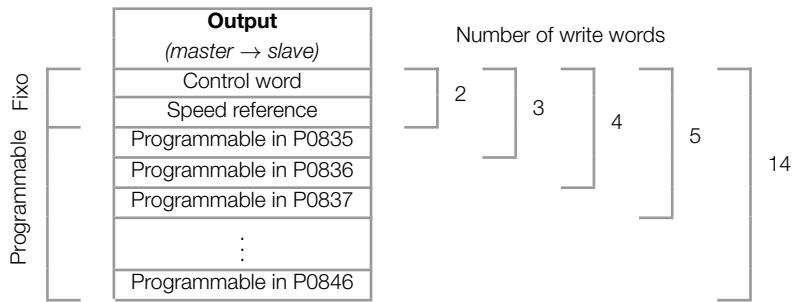 Output
(master → slave)
Number of write words
Fixo
Control word
Speed reference
2
3
4
5
14
Programmable
Programmable in P0835
Programmable in P0836
Programmable in P0837
⋮
Programmable in P0846